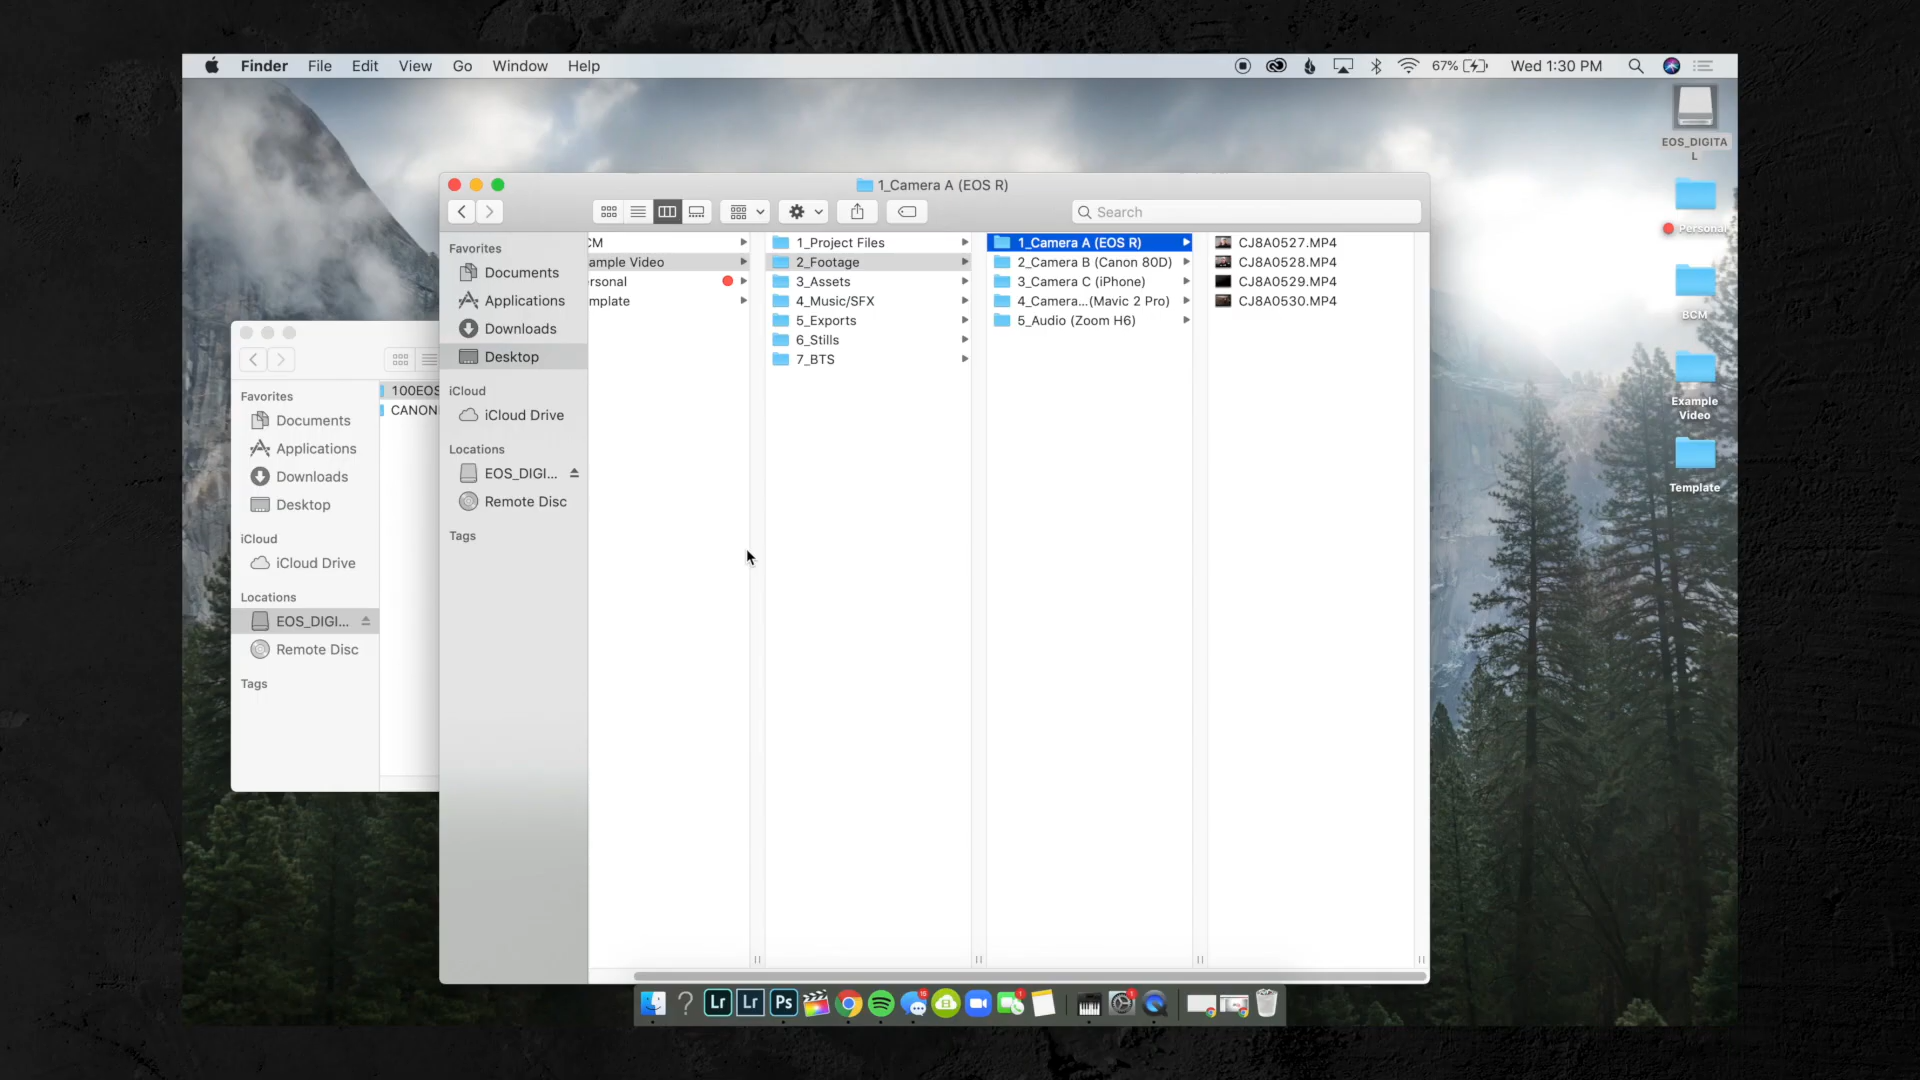 Finder File Edit View Go Window Help
67% Wed 1:30 PM
EOS_DIGITA
L
Personal
BCM
Example
Video
Template
1_Camera A (EOS R)
Search
Favorites
Documents
Applications
Downloads
Desktop
iCloud
iCloud Drive
Locations
EOS_DIGI...
Remote Disc
Tags
CM
ample Video
rsonal
mplate
1_Project Files
2_Footage
3_Assets
4_Music/SFX
5_Exports
6_Stills
7_BTS
1_Camera A (EOS R)
2_Camera B (Canon 80D)
3_Camera C (iPhone)
4_Camera...(Mavic 2 Pro)
5_Audio (Zoom H6)
CJ8A0527.MP4
CJ8A0528.MP4
CJ8A0529.MP4
CJ8A0530.MP4
Favorites
Documents
Applications
Downloads
Desktop
iCloud
iCloud Drive
Locations
EOS_DIGI...
Remote Disc
Tags
100EOS
CANON
? Lr Lr Ps